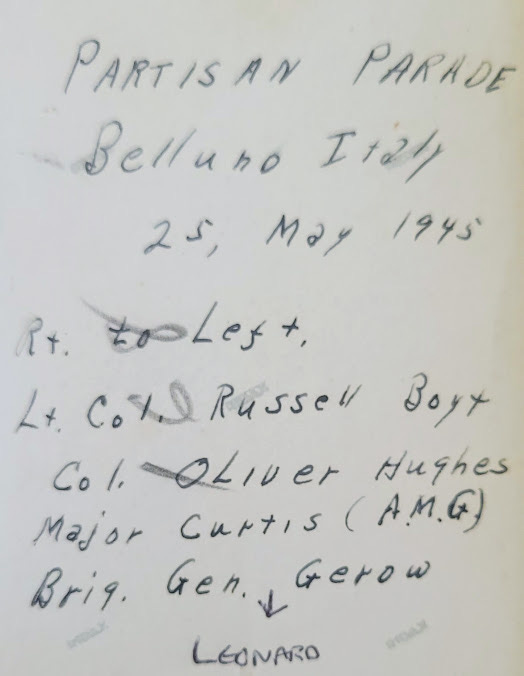 PARTISAN PARADE
Belluno Italy
25, May 1945
Rt. to Left.
Lt. Col. Russell Boyt
Col. OLIVER Hughes
Major Curtis (A.M.G)
Brig. Gen. Gerow
↓
LEONARD